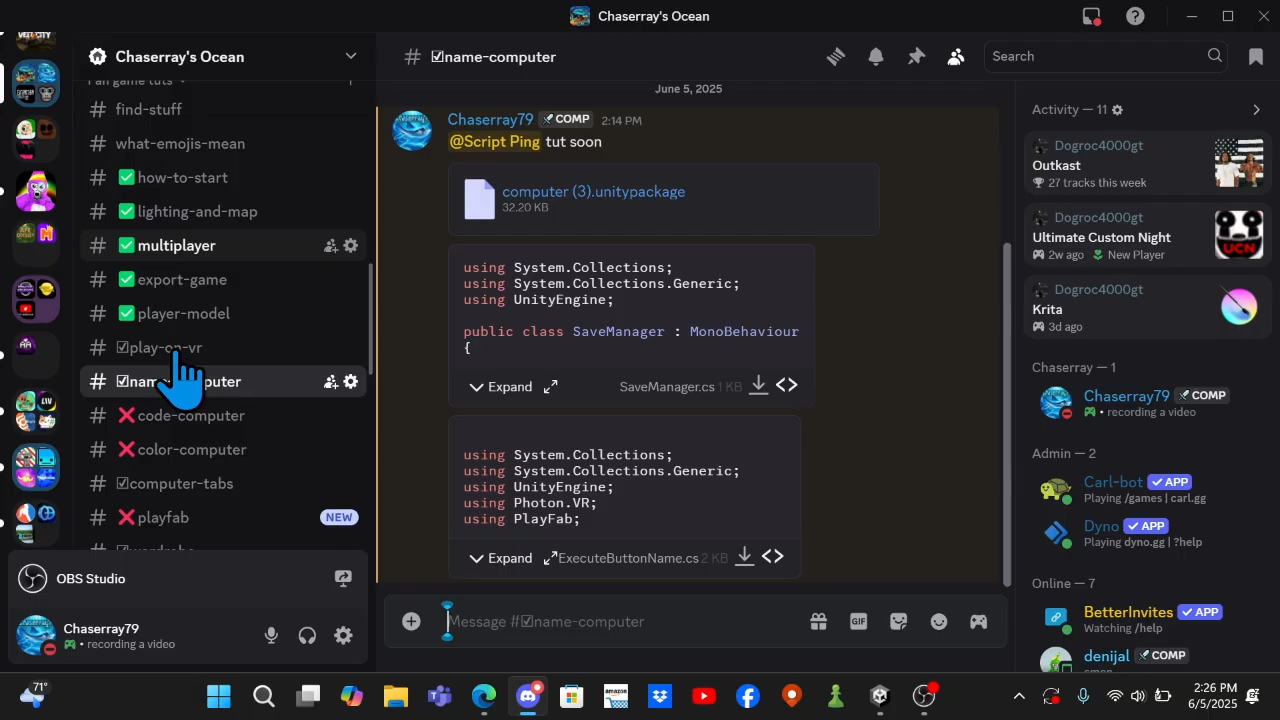 Chaserray's Ocean
Chaserray's Ocean
Fan game tuts
find-stuff
what-emojis-mean
✅how-to-start
✅lighting-and-map
✅multiplayer
✅export-game
✅player-model
☑play-on-vr
☑name-computer
❌code-computer
❌color-computer
☑computer-tabs
❌playfab
NEW
☑wardrobe
OBS Studio
Chaserray79
• recording a video
# ☑name-computer
Search
June 5, 2025
Chaserray79 COMP 2:14 PM
@Script Ping tut soon
computer (3).unitypackage
32.20 KB
using System.Collections;
using System.Collections.Generic;
using UnityEngine;
public class SaveManager : MonoBehaviour
{
Expand SaveManager.cs 1 KB
using System.Collections;
using System.Collections.Generic;
using UnityEngine;
using Photon.VR;
using PlayFab;
Expand ExecuteButtonName.cs 2 KB
Message #☑name-computer
GIF
Activity — 11
Dogroc4000gt
Outkast
27 tracks this week
Dogroc4000gt
Ultimate Custom Night
2w ago New Player
UCN
Dogroc4000gt
Krita
3d ago
Chaserray — 1
Chaserray79 COMP
• recording a video
Admin — 2
Carl-bot ✓ APP
Playing /games | carl.gg
Dyno ✓ APP
Playing dyno.gg | ?help
Online — 7
BetterInvites ✓ APP
Watching /help
denijal COMP
71°
amazon
2:26 PM
6/5/2025